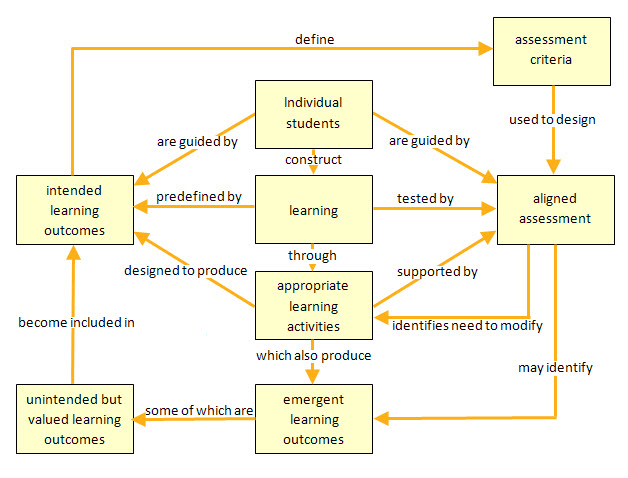 define
assessment
criteria
Individual
students
used to design
are guided by
are guided by
construct
intended
learning
outcomes
predefined by
learning
tested by
aligned
assessment
through
designed to produce
supported by
appropriate
learning
activities
become included in
identifies need to modify
which also produce
may identify
unintended but
valued learning
outcomes
some of which are
emergent
learning
outcomes